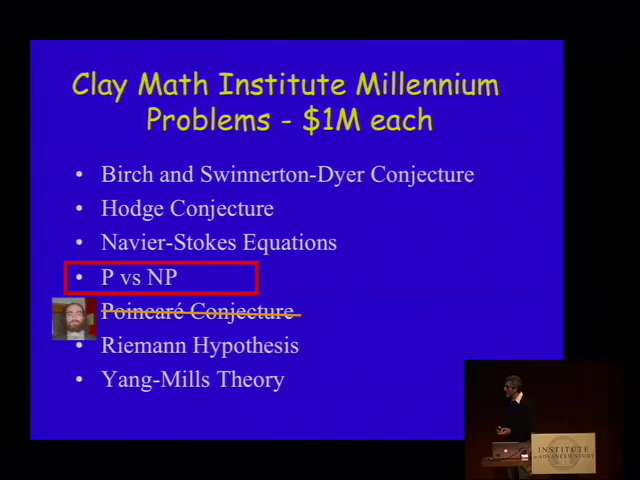 Clay Math Institute Millennium
Problems - $1M each
• Birch and Swinnerton-Dyer Conjecture
• Hodge Conjecture
• Navier-Stokes Equations
• P vs NP
• Poincaré Conjecture
• Riemann Hypothesis
• Yang-Mills Theory
INSTITUTE
for ADVANCED STUDY